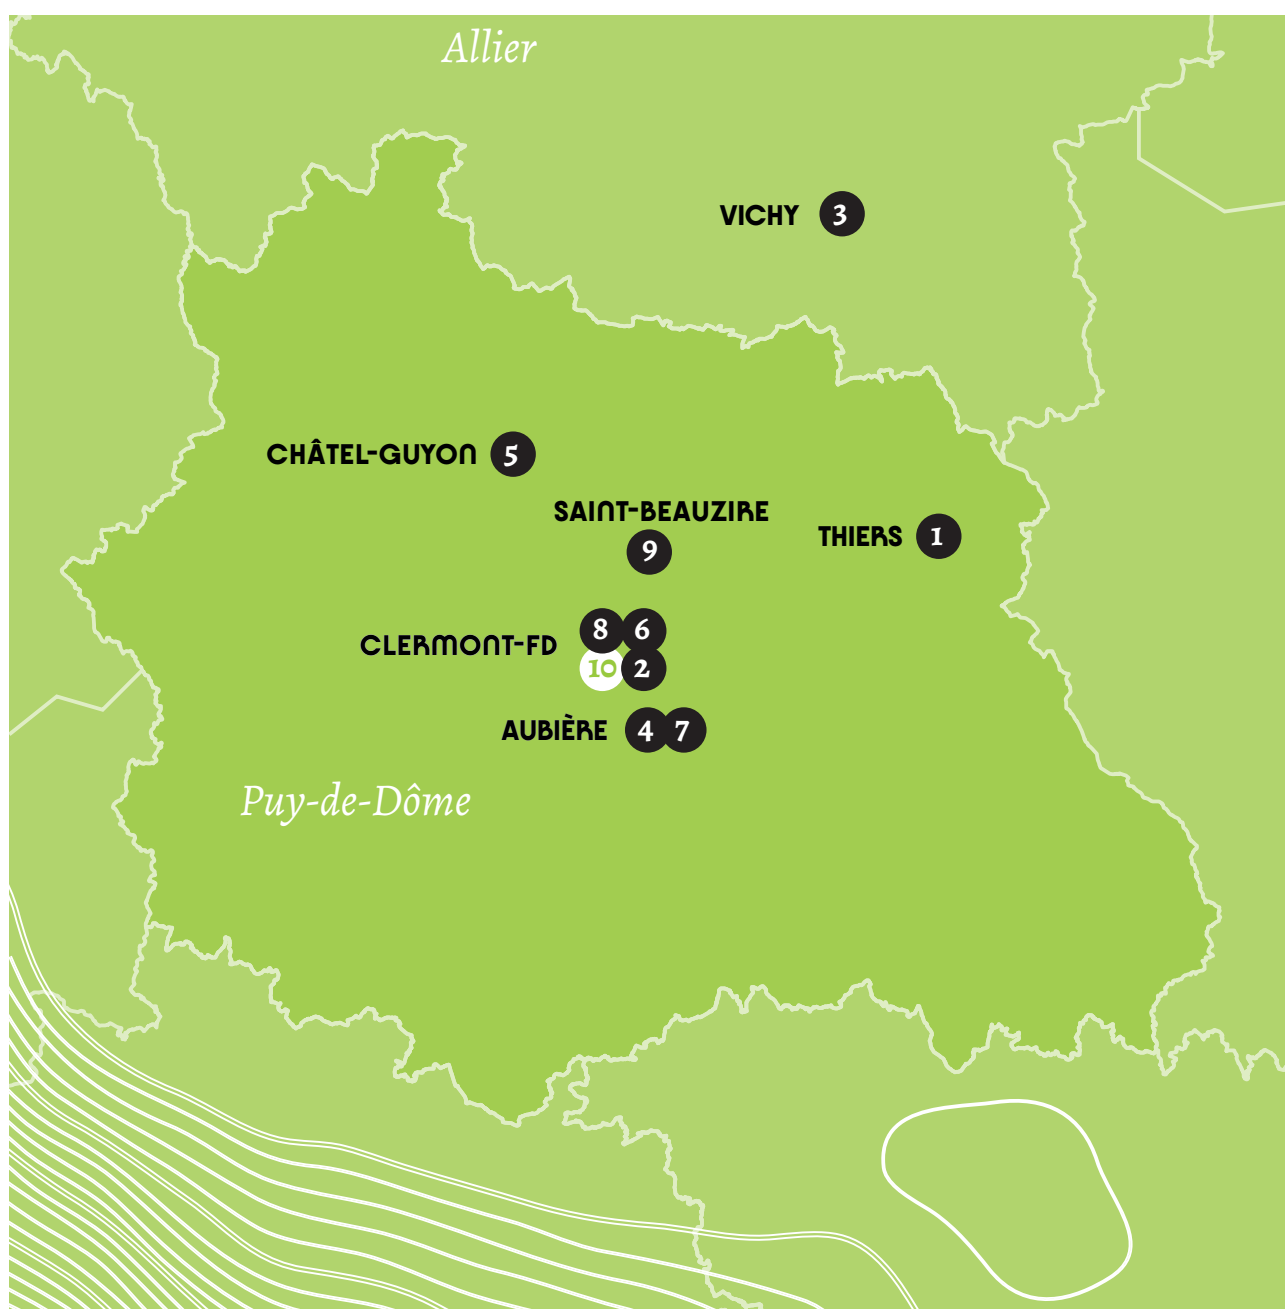 Allier
VICHY 3
CHÂTEL-GUYON 5
SAINT-BEAUZIRE
9
THIERS 1
8 6
CLERMONT-FD
10 2
AUBIÈRE 4 7
Puy-de-Dôme